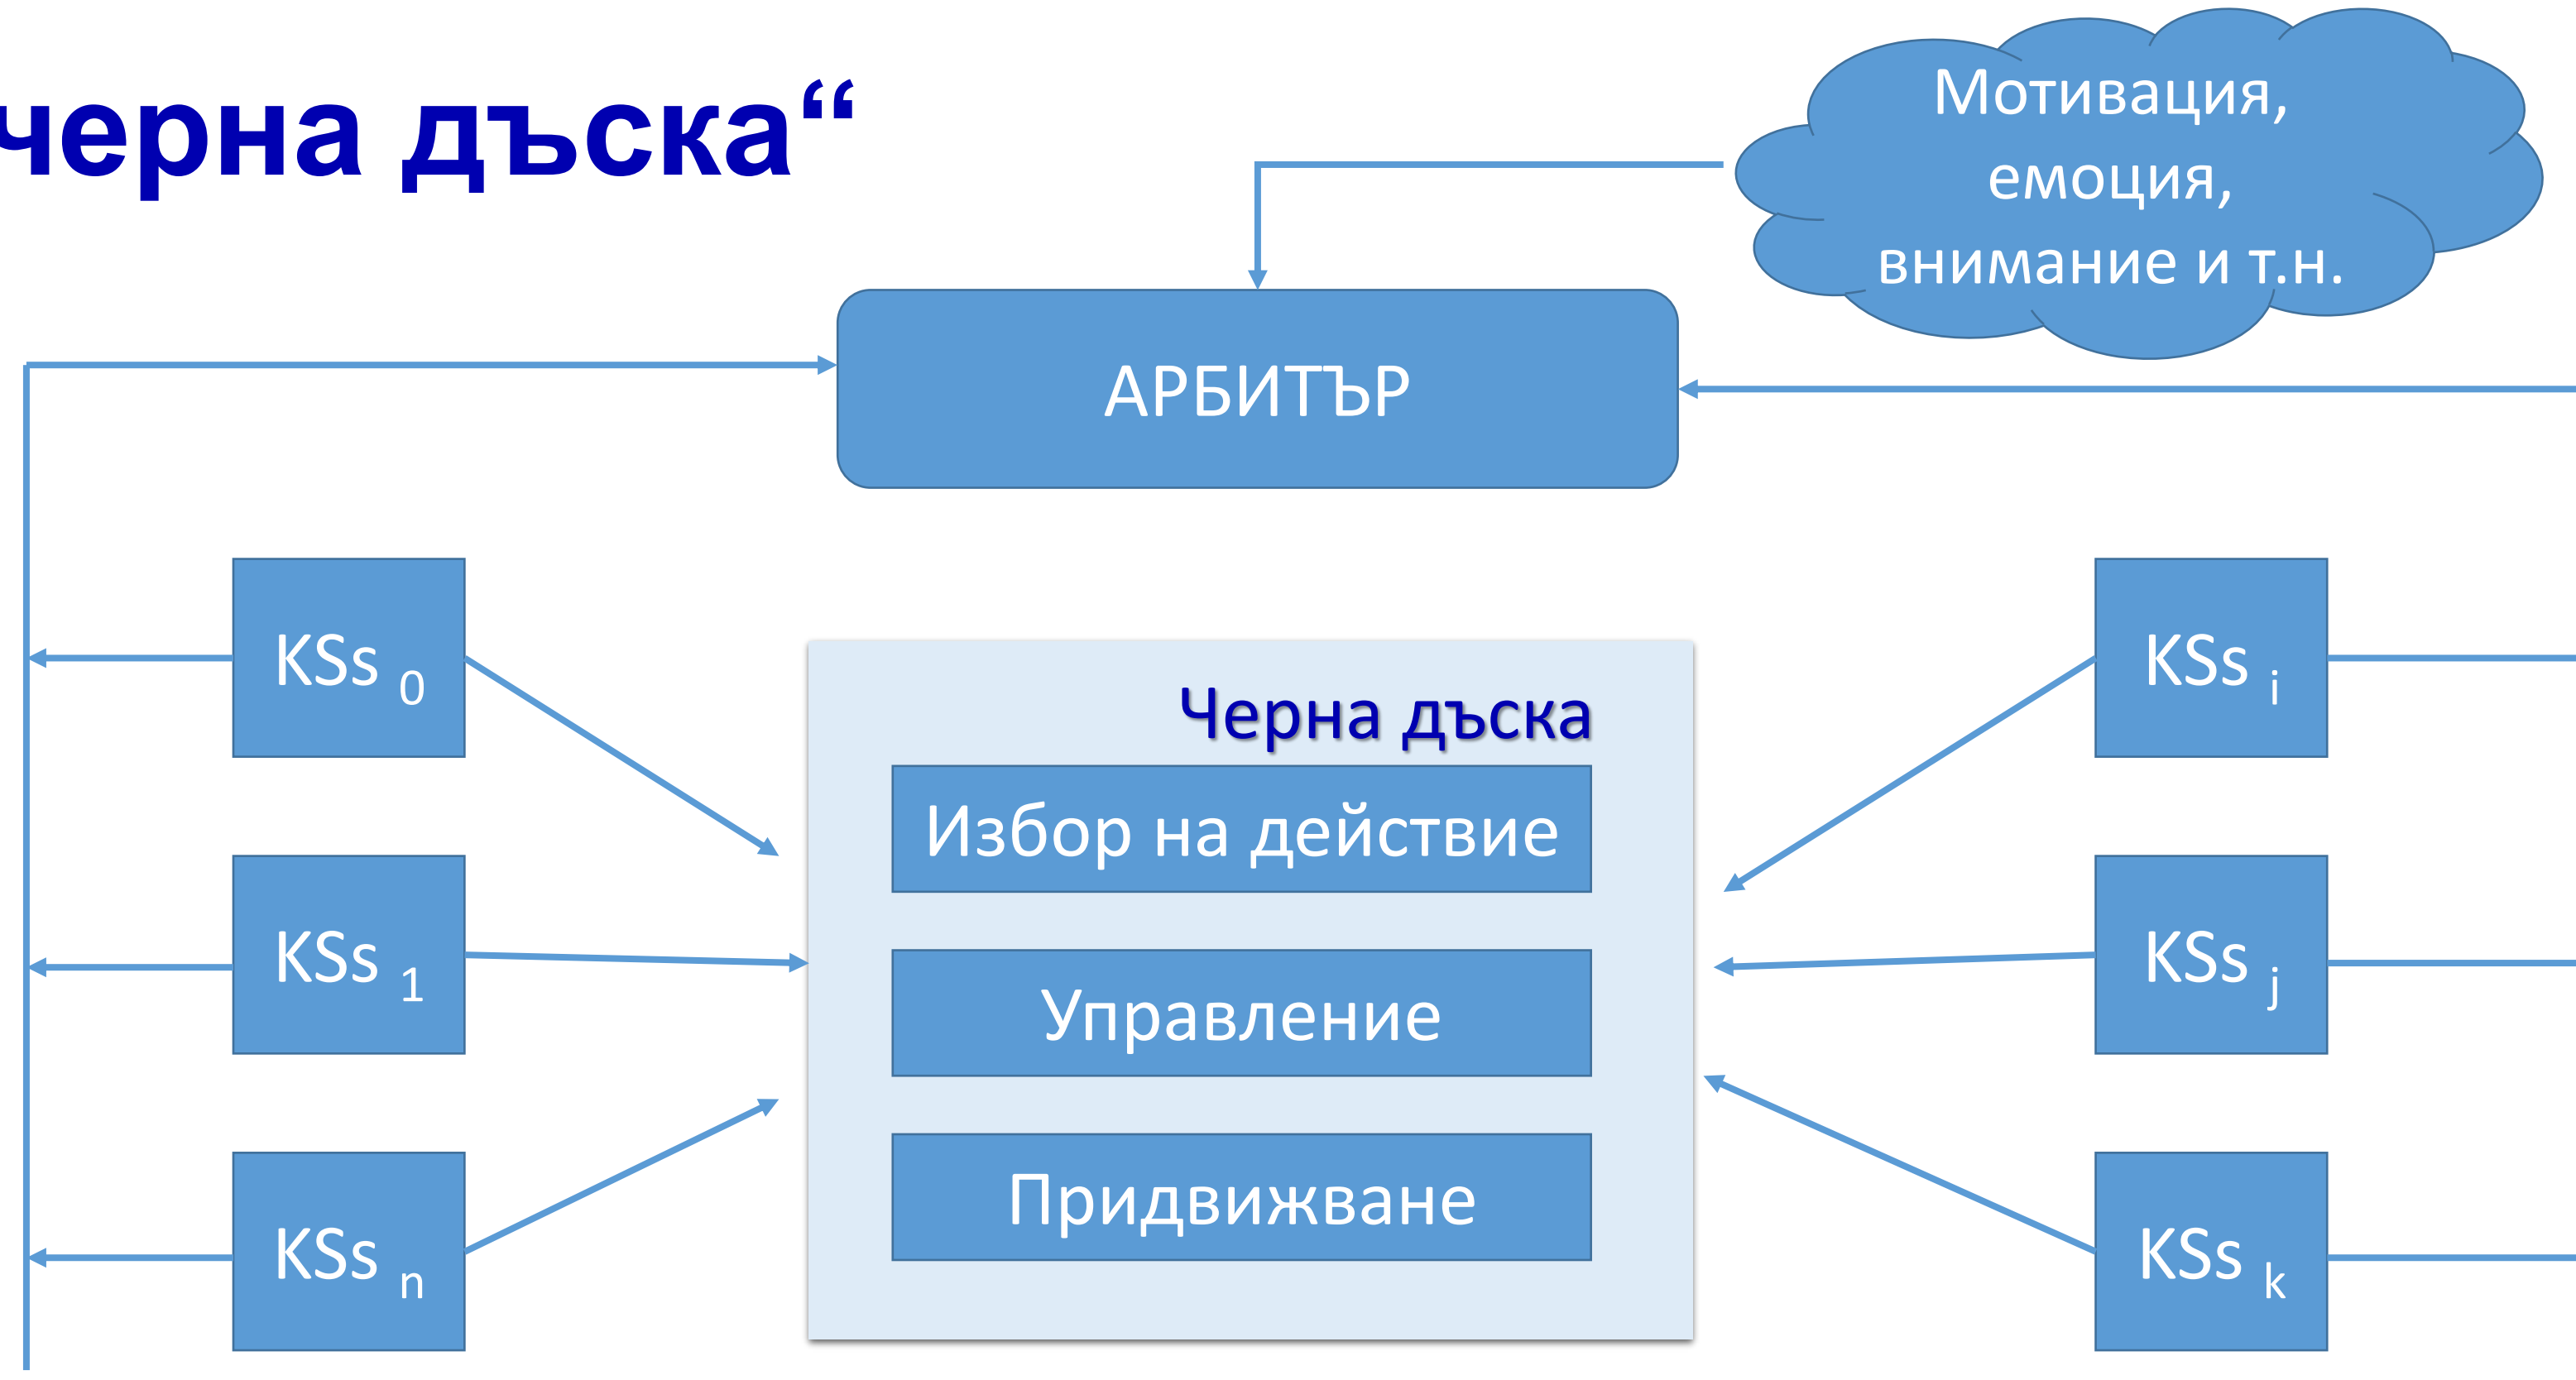 черна дъска“
Мотивация,
емоция,
внимание и т.н.
АРБИТЪР
KSs 0
KSs i
Черна дъска
Избор на действие
KSs 1
KSs j
Управление
Придвижване
KSs n
KSs k